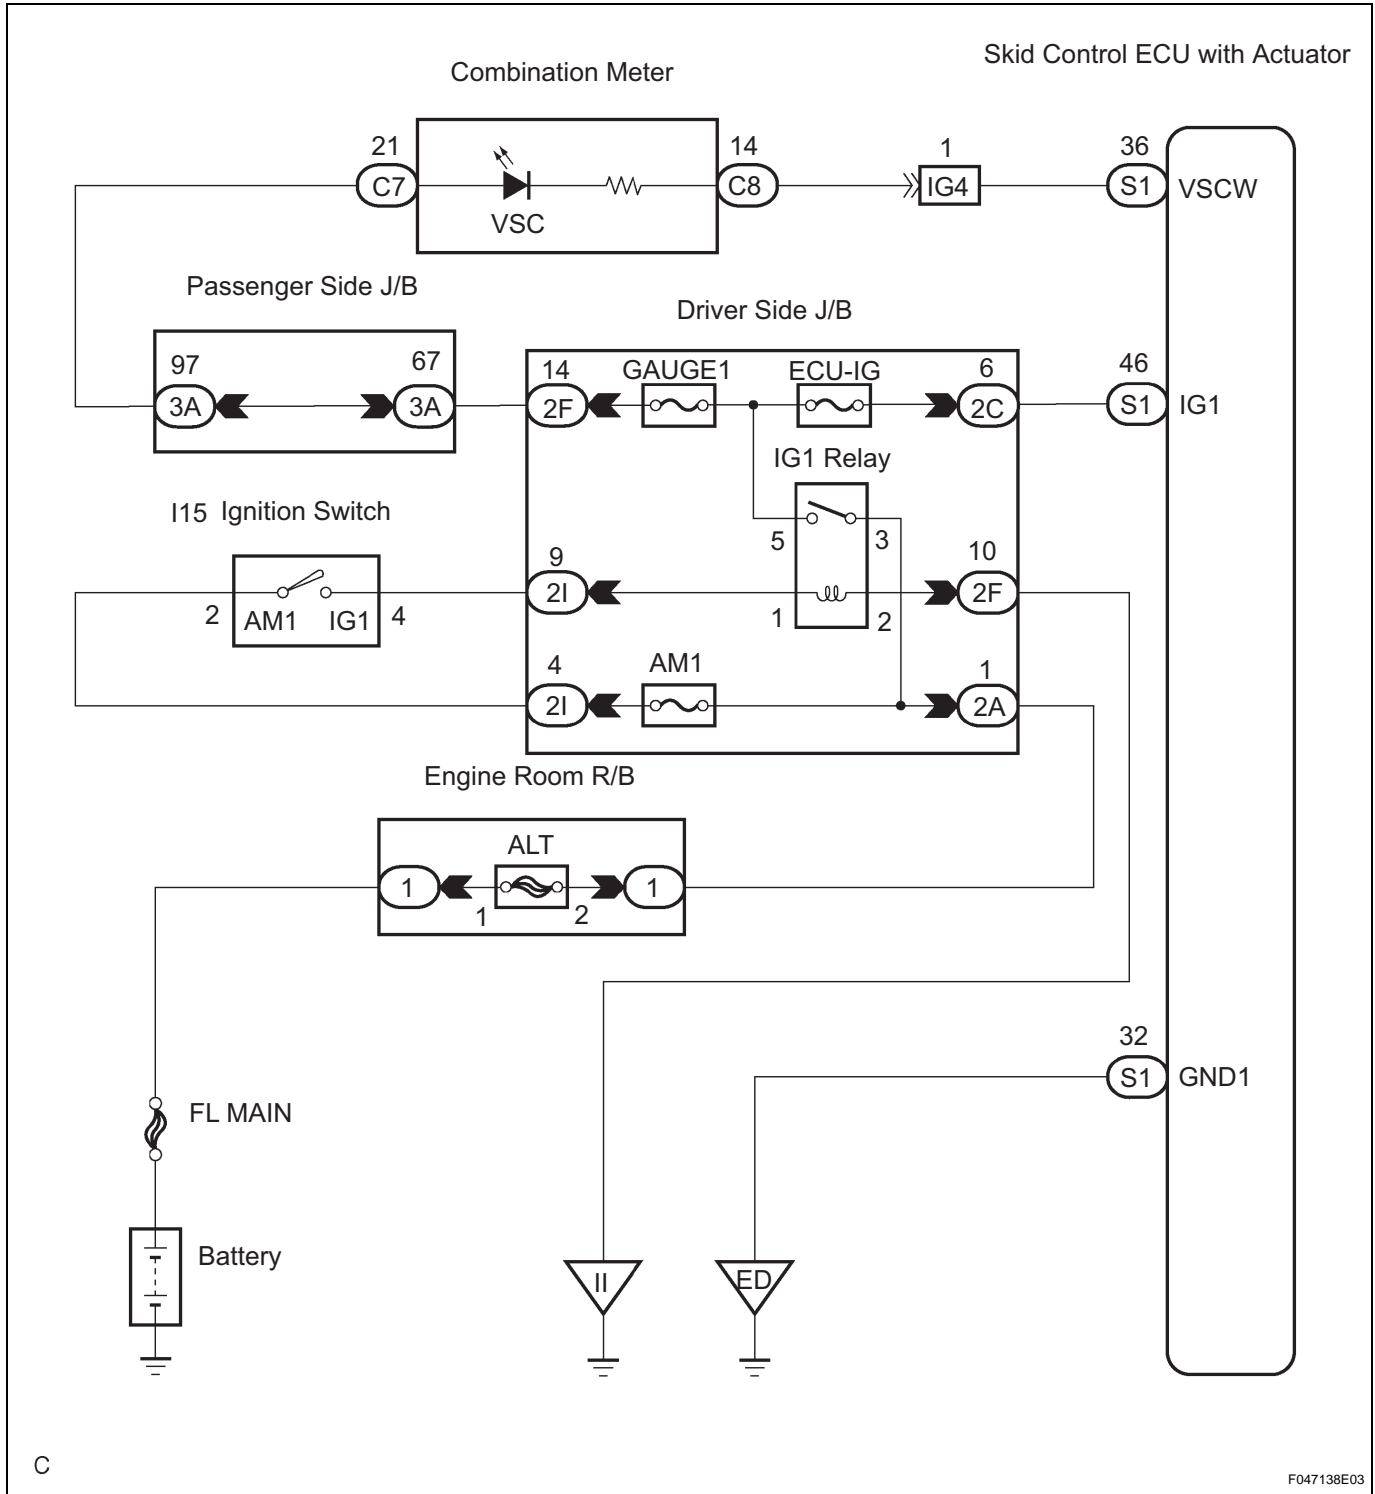 Skid Control ECU with Actuator
Combination Meter
21
14
1
36
C7
C8
IG4
S1
VSCW
VSC
Passenger Side J/B
Driver Side J/B
97
67
14
GAUGE1
ECU-IG
6
46
3A
3A
2F
2C
S1
IG1
IG1 Relay
I15 Ignition Switch
5
3
9
10
2I
2F
2
AM1
IG1
4
1
2
4
AM1
1
2I
2A
Engine Room R/B
ALT
1
1
1
2
32
S1
GND1
FL MAIN
Battery
II
ED
C
F047138E03